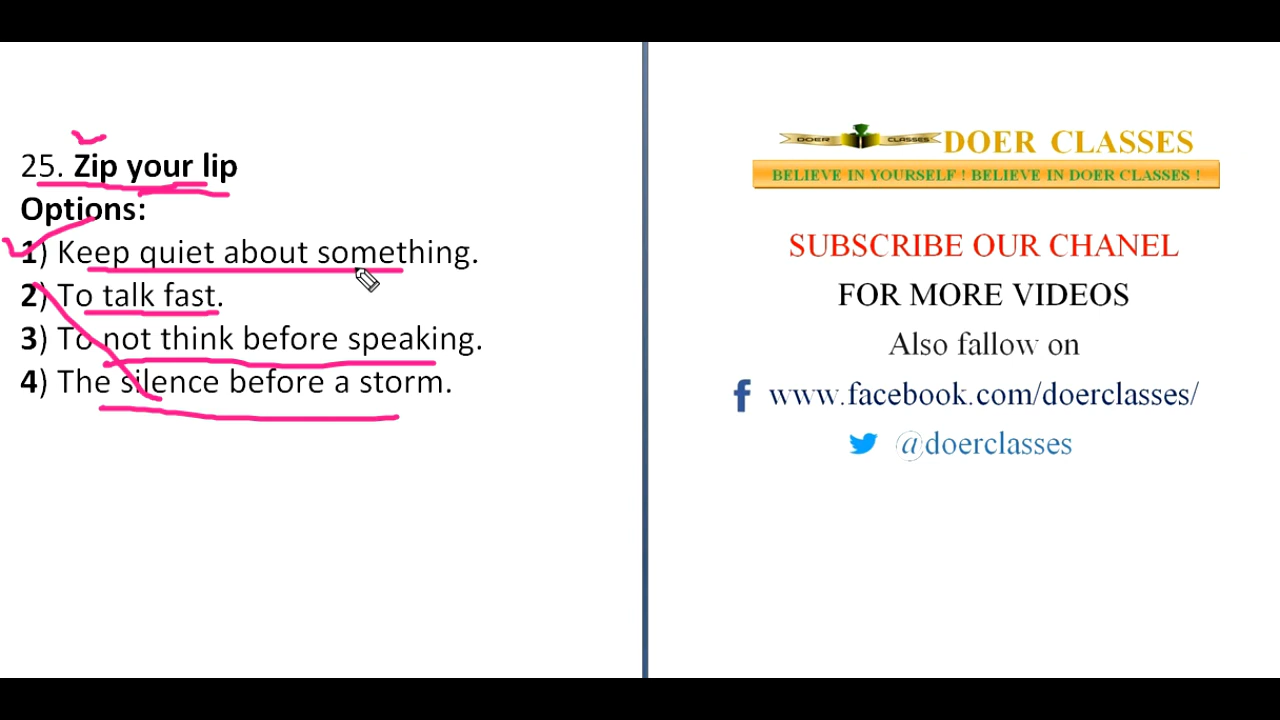 25. Zip your lip
Options:
1) Keep quiet about something.
2) To talk fast.
3) To not think before speaking.
4) The silence before a storm.
DOER CLASSES DOER CLASSES
BELIEVE IN YOURSELF ! BELIEVE IN DOER CLASSES !
SUBSCRIBE OUR CHANEL
FOR MORE VIDEOS
Also fallow on
www.facebook.com/doerclasses/
@doerclasses